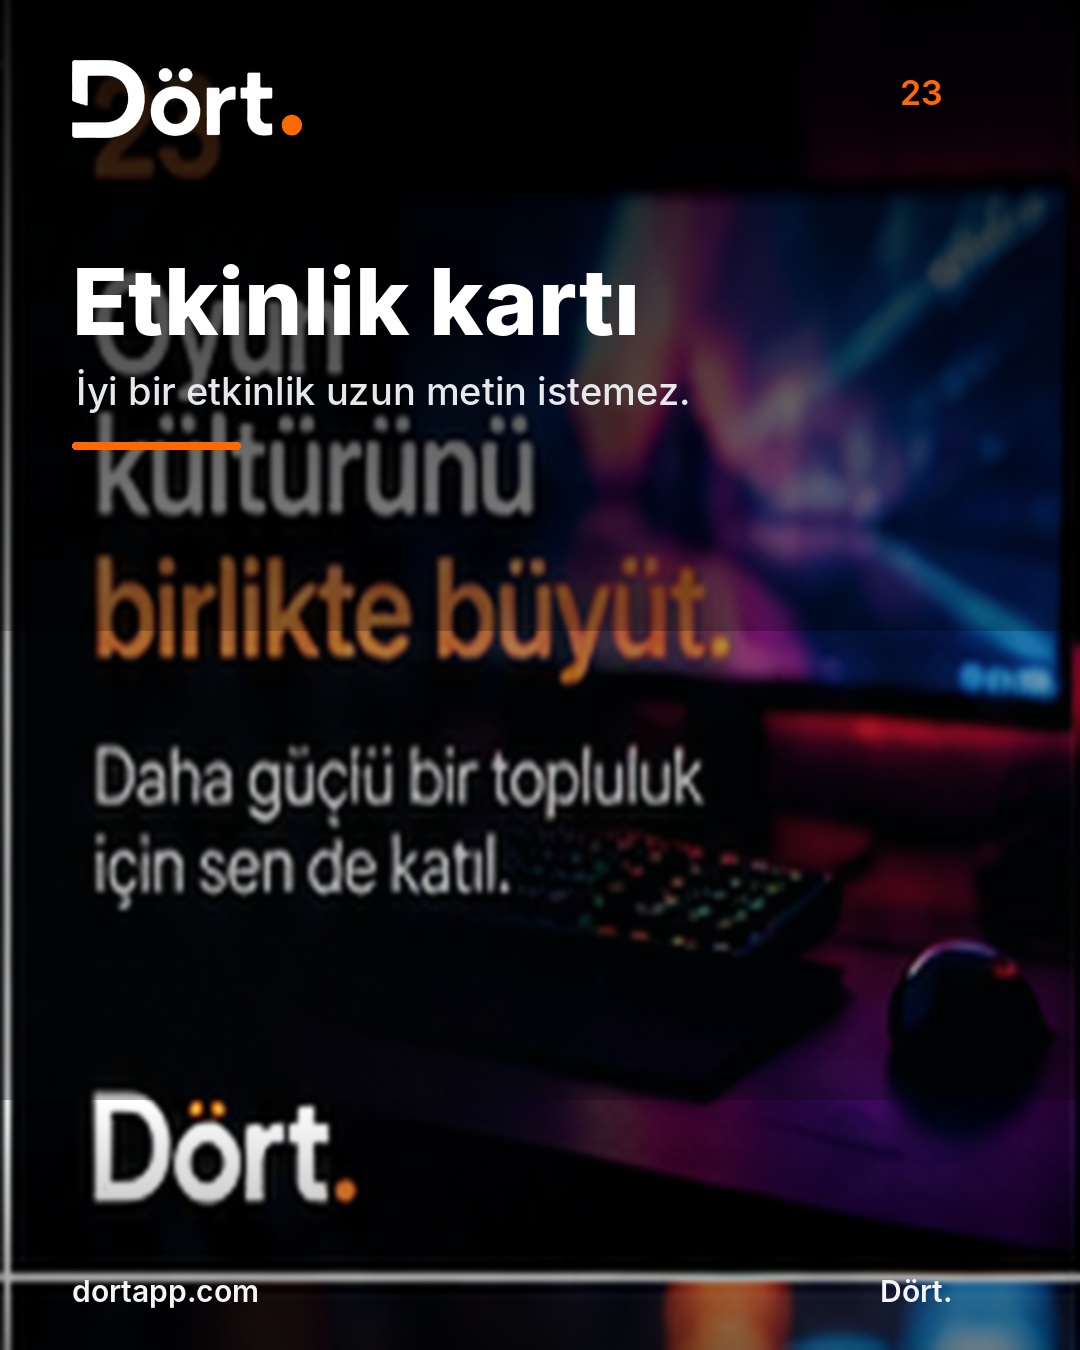 Dört.
23
23
Etkinlik kartı
Oyun
İyi bir etkinlik uzun metin istemez.
kültürünü
birlikte büyüt.
Daha güçlü bir topluluk
için sen de katıl.
Dört.
dortapp.com
Dört.